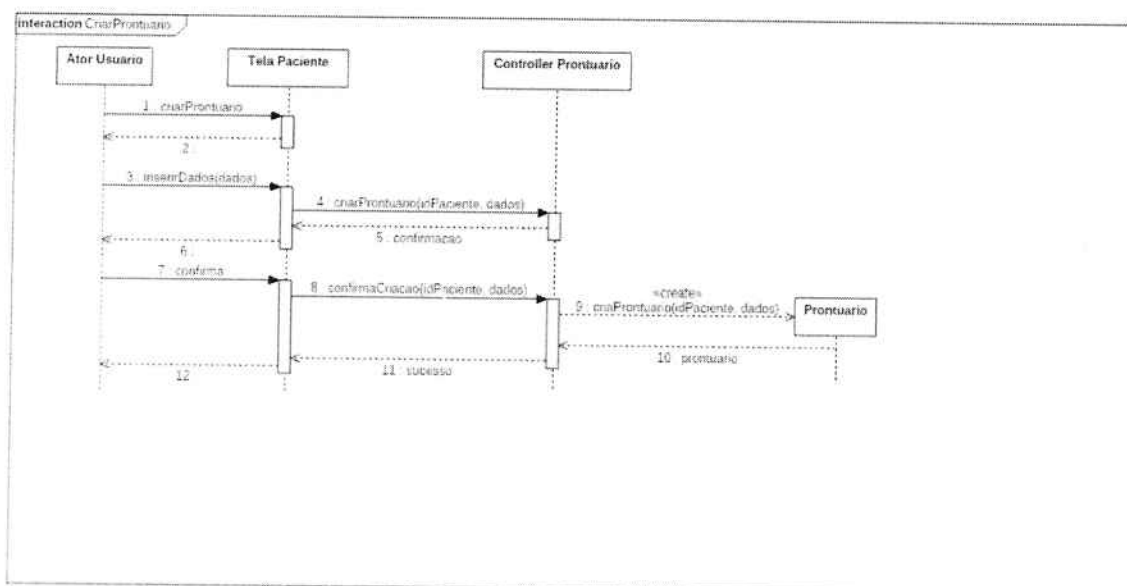 interaction CriarProntuario
Ator Usuario
Tela Paciente
Controller Prontuario
1 : criarProntuario
2 :
3 : inserirDados(dados)
4 : criarProntuario(idPaciente, dados)
5 : confirmacao
6 :
7 : confirma
8 : confirmaCriacao(idPaciente, dados)
«create»
9 : criaProntuario(idPaciente, dados)
Prontuario
10 : prontuario
11 : sucesso
12